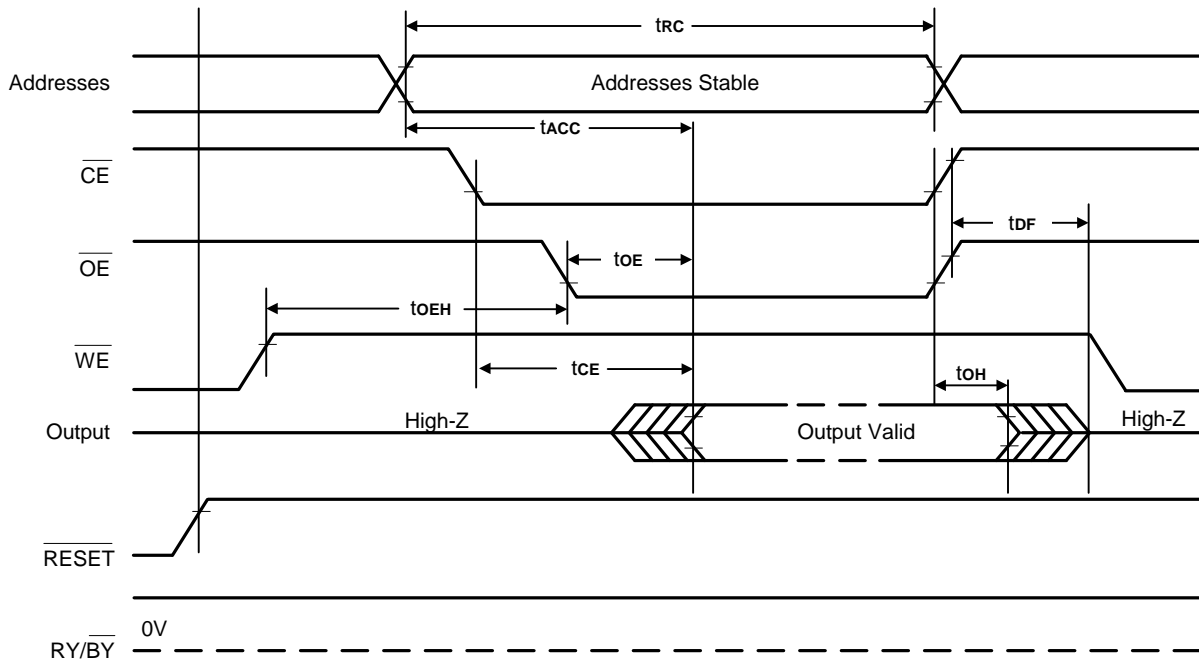 tRC
Addresses
Addresses Stable
tACC
CE
tDF
OE
tOE
tOEH
WE
tCE
tOH
High-Z
Output
Output Valid
High-Z
RESET
0V
RY/BY